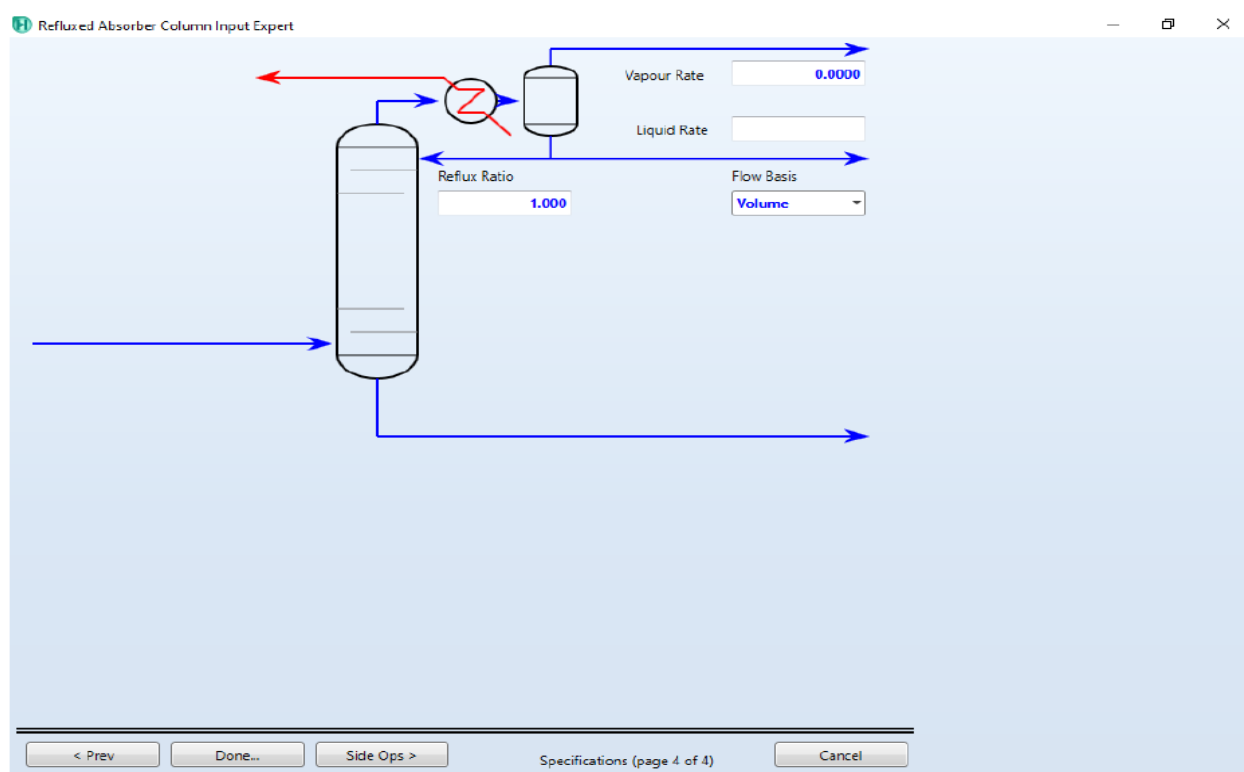 Refluxed Absorber Column Input Expert
Vapour Rate 0.0000
Liquid Rate
Reflux Ratio Flow Basis
1.000 Volume
< Prev Done... Side Ops > Specifications (page 4 of 4) Cancel